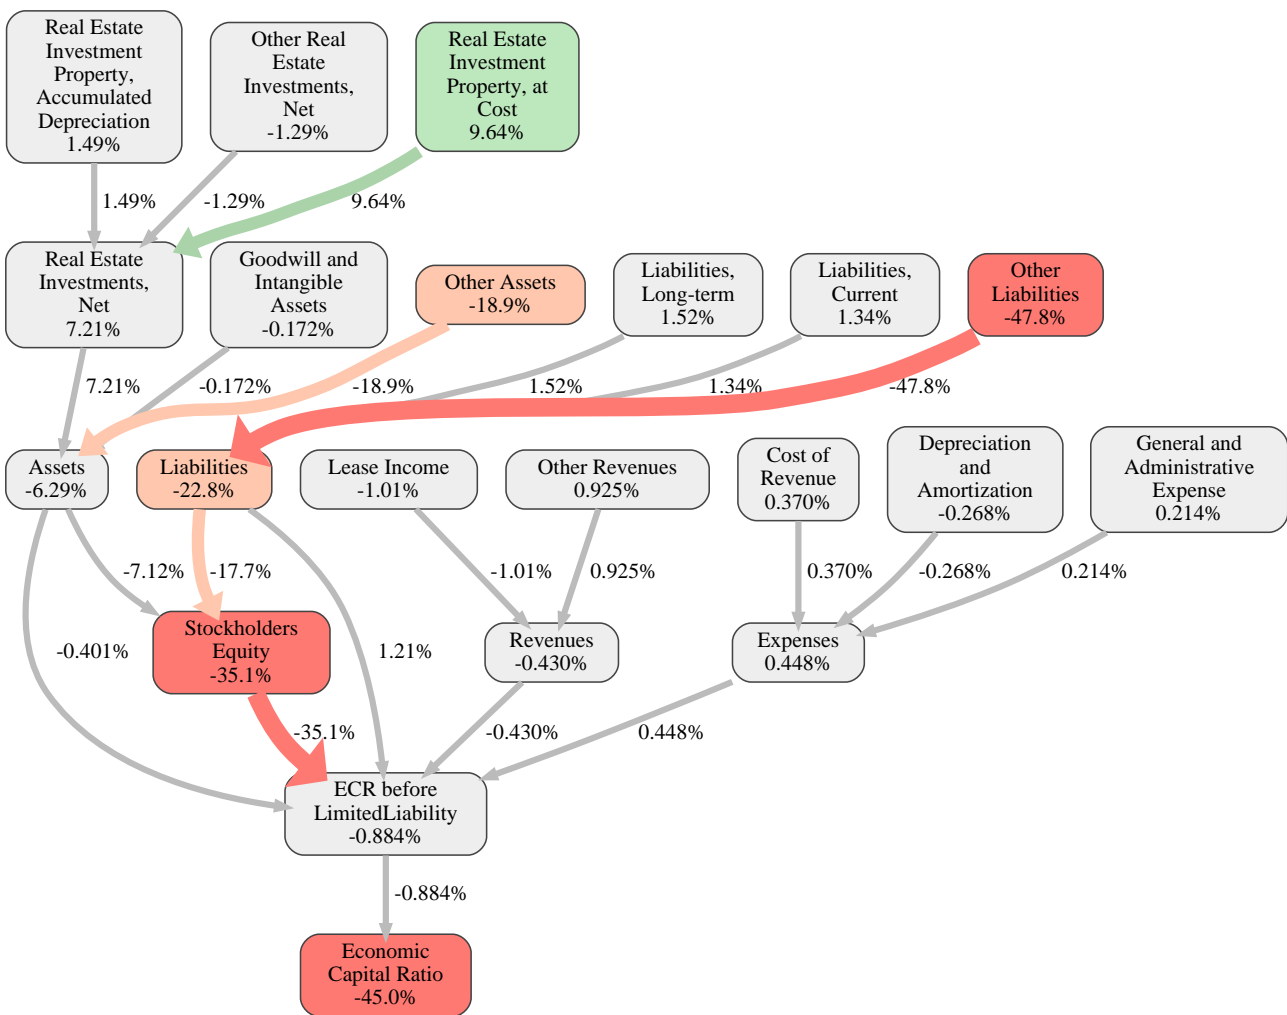 Real Estate
Investment
Property,
Accumulated
Depreciation
1.49%
Other Real
Estate
Investments,
Net
-1.29%
Real Estate
Investment
Property, at
Cost
9.64%
1.49%
-1.29%
9.64%
Real Estate
Investments,
Net
7.21%
Goodwill and
Intangible
Assets
-0.172%
Other Assets
-18.9%
Liabilities,
Long-term
1.52%
Liabilities,
Current
1.34%
Other
Liabilities
-47.8%
7.21%
-0.172%
-18.9%
1.52%
1.34%
-47.8%
Assets
-6.29%
Liabilities
-22.8%
Lease Income
-1.01%
Other Revenues
0.925%
Cost of
Revenue
0.370%
Depreciation
and
Amortization
-0.268%
General and
Administrative
Expense
0.214%
-7.12%
-17.7%
-1.01%
0.925%
0.370%
-0.268%
0.214%
-0.401%
Stockholders
Equity
-35.1%
1.21%
Revenues
-0.430%
Expenses
0.448%
-35.1%
-0.430%
0.448%
ECR before
LimitedLiability
-0.884%
-0.884%
Economic
Capital Ratio
-45.0%